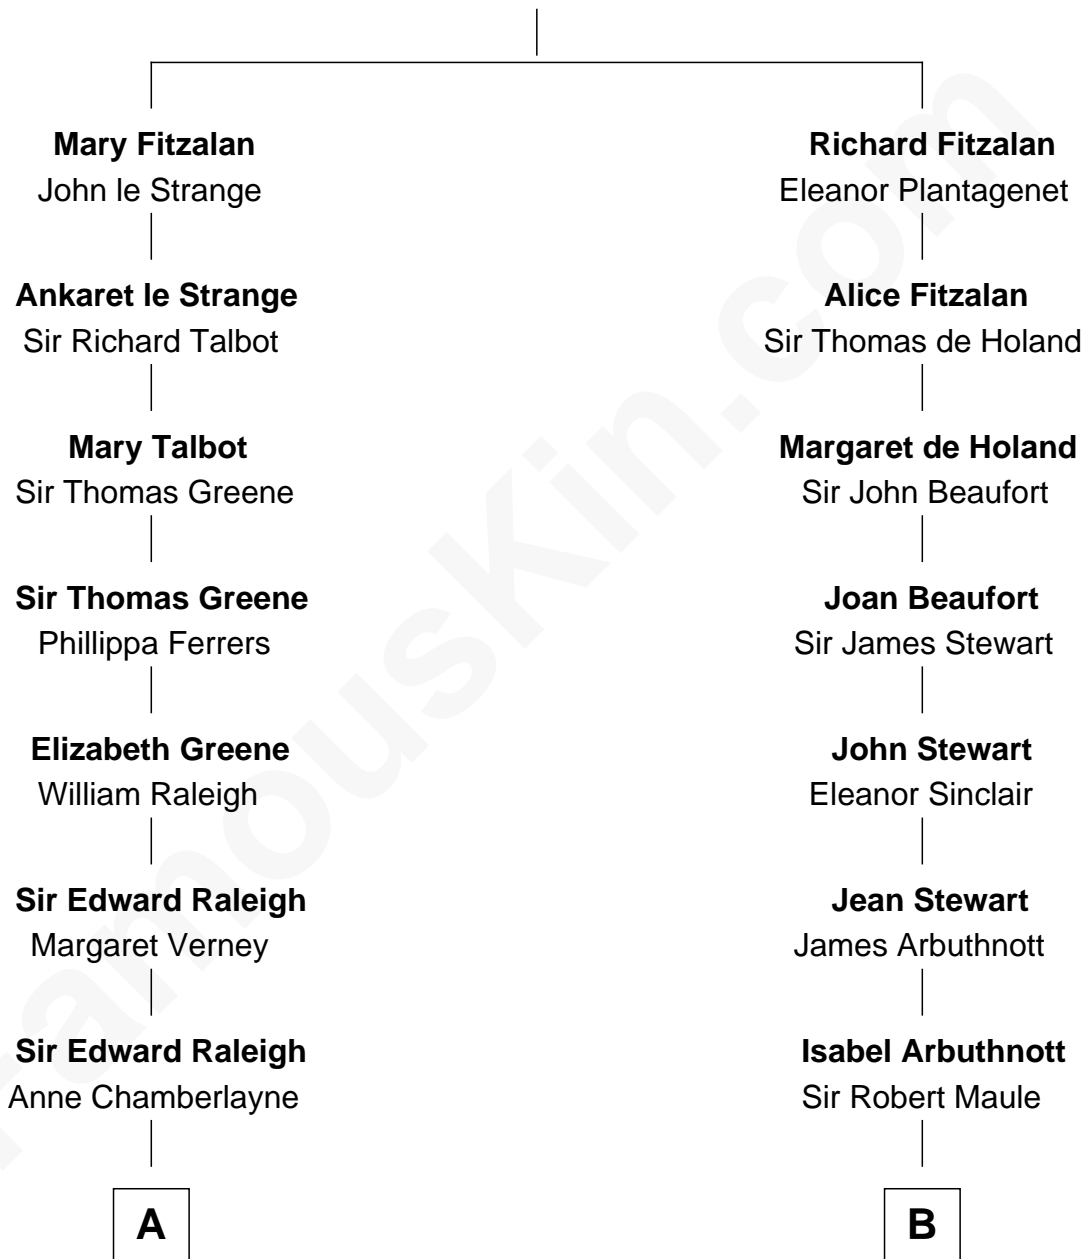 Mary Fitzalan
John le Strange
Ankaret le Strange
Sir Richard Talbot
Mary Talbot
Sir Thomas Greene
Sir Thomas Greene
Phillippa Ferrers
Elizabeth Greene
William Raleigh
Sir Edward Raleigh
Margaret Verney
Sir Edward Raleigh
Anne Chamberlayne
A
Richard Fitzalan
Eleanor Plantagenet
Alice Fitzalan
Sir Thomas de Holand
Margaret de Holand
Sir John Beaufort
Joan Beaufort
Sir James Stewart
John Stewart
Eleanor Sinclair
Jean Stewart
James Arbuthnott
Isabel Arbuthnott
Sir Robert Maule
B
FamousKin.com